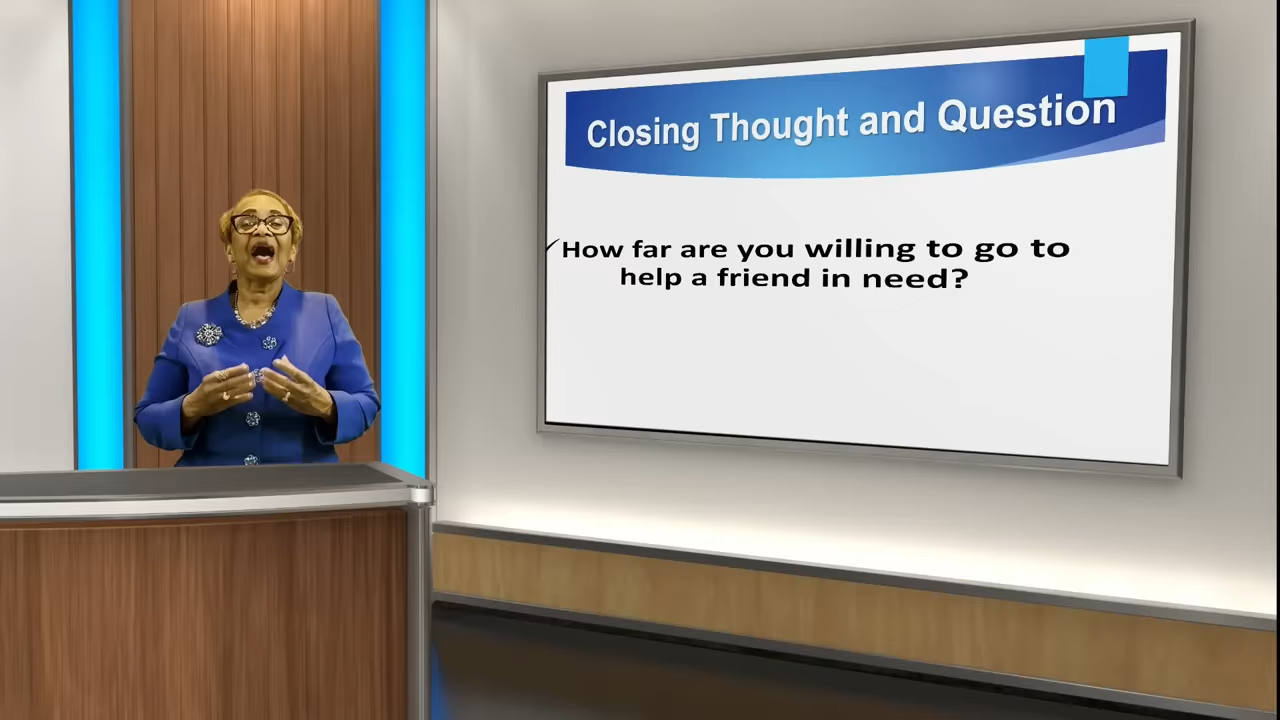 Closing Thought and Question
✓How far are you willing to go to
help a friend in need?